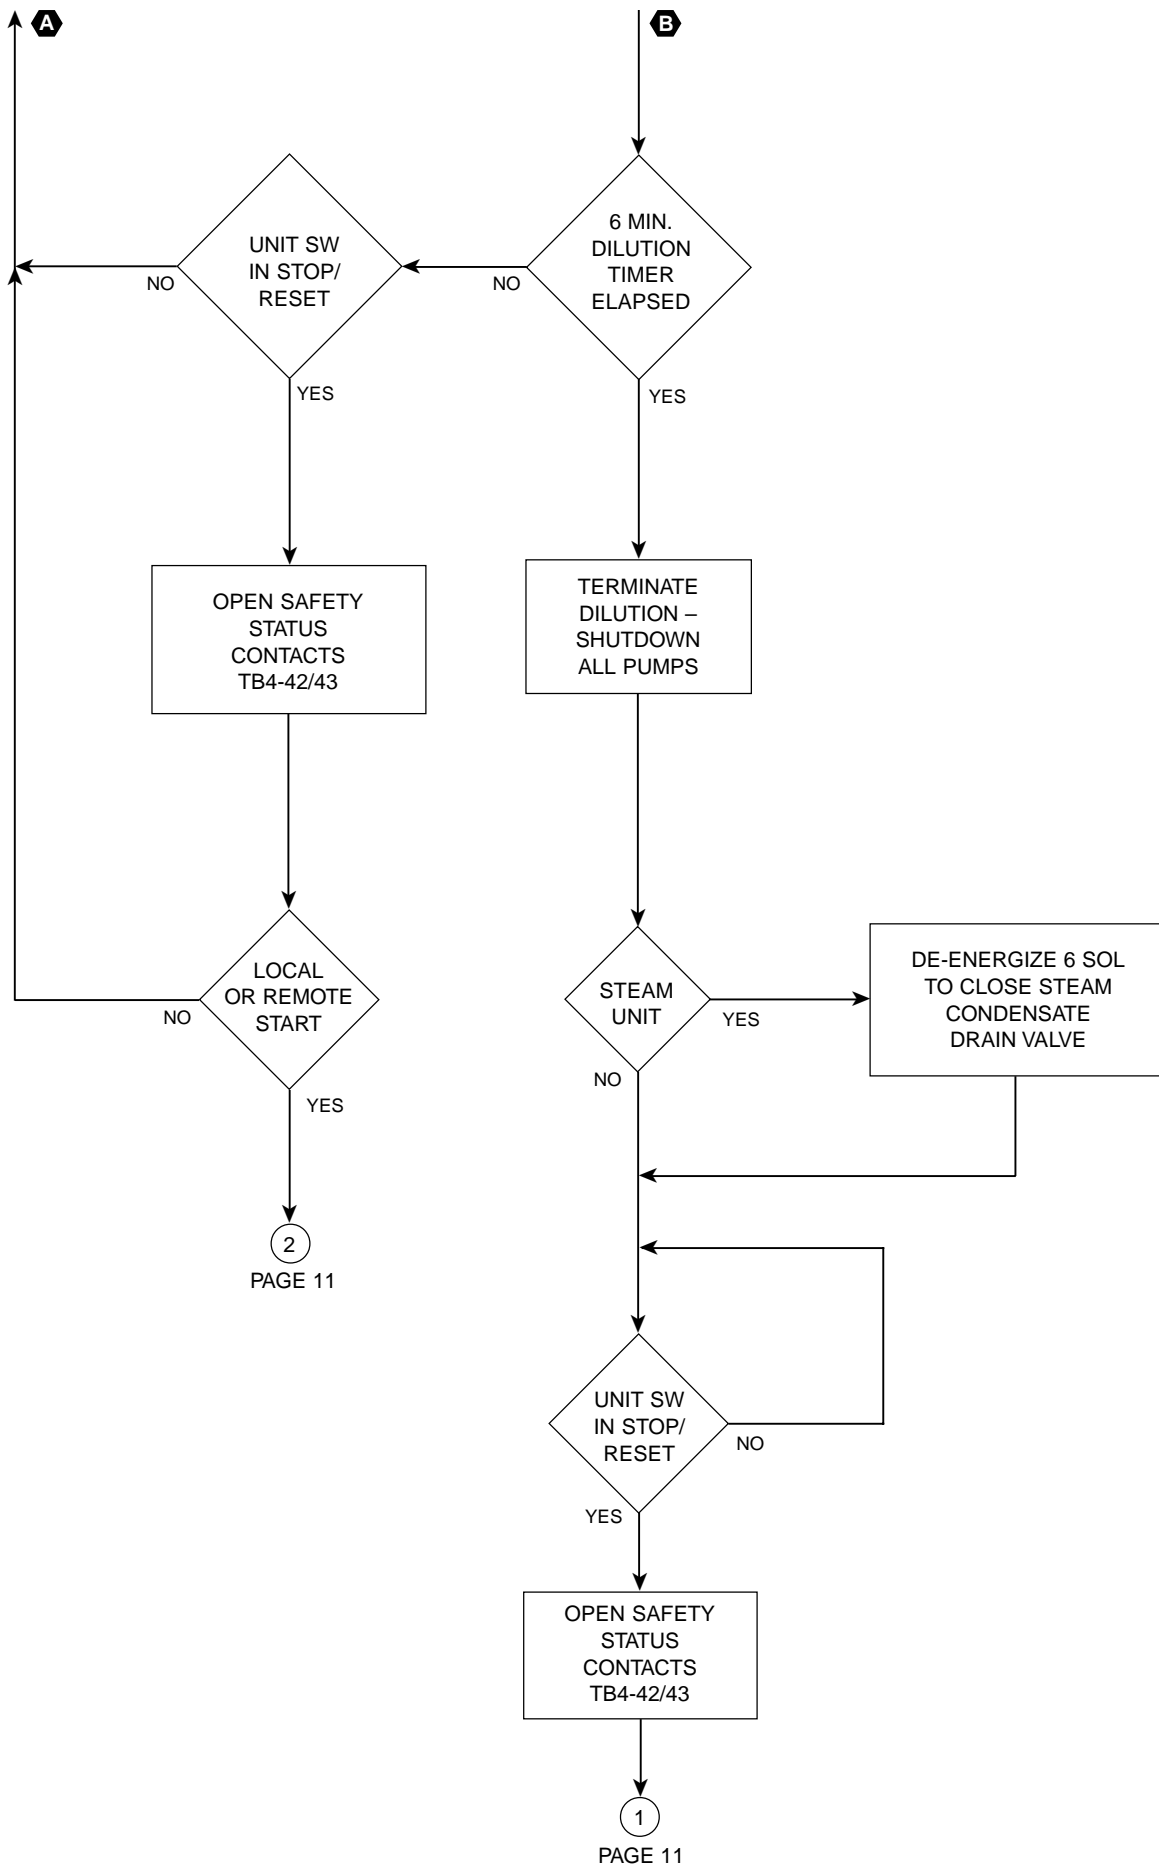 A
B
6 MIN.
DILUTION
TIMER
ELAPSED
NO
YES
UNIT SW
IN STOP/
RESET
NO
YES
OPEN SAFETY
STATUS
CONTACTS
TB4-42/43
TERMINATE
DILUTION –
SHUTDOWN
ALL PUMPS
LOCAL
OR REMOTE
START
NO
YES
2
PAGE 11
STEAM
UNIT
YES
NO
DE-ENERGIZE 6 SOL
TO CLOSE STEAM
CONDENSATE
DRAIN VALVE
UNIT SW
IN STOP/
RESET
NO
YES
OPEN SAFETY
STATUS
CONTACTS
TB4-42/43
1
PAGE 11